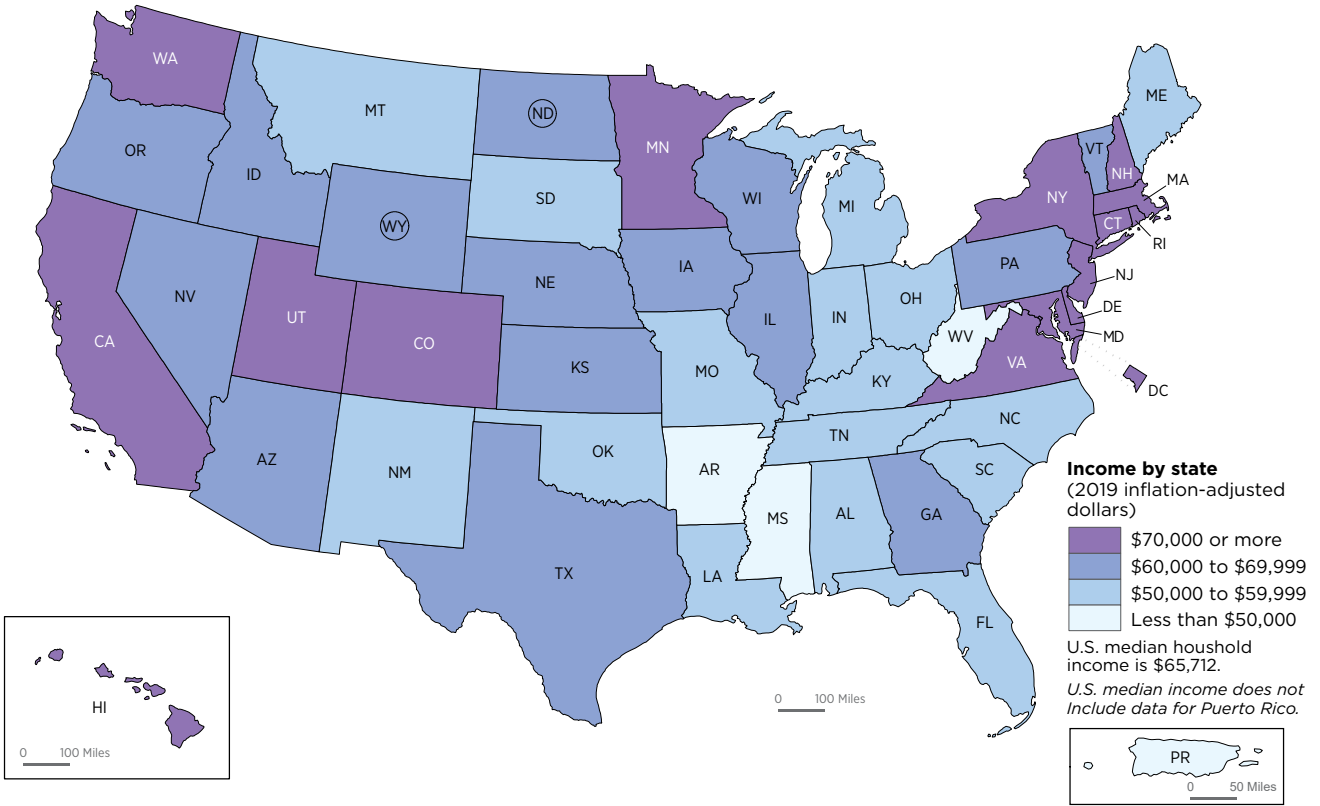 WA
MT
ND
MN
ME
OR
ID
WY
SD
WI
MI
NY
VT
NH
MA
CT
RI
NV
UT
CO
NE
IA
IL
IN
OH
PA
NJ
DE
MD
DC
CA
KS
MO
KY
WV
VA
AZ
NM
OK
AR
TN
NC
SC
TX
LA
MS
AL
GA
FL
HI
0 100 Miles
0 100 Miles
Income by state
(2019 inflation-adjusted
dollars)
$70,000 or more
$60,000 to $69,999
$50,000 to $59,999
Less than $50,000
U.S. median houshold
income is $65,712.
U.S. median income does not
Include data for Puerto Rico.
PR
0 50 Miles